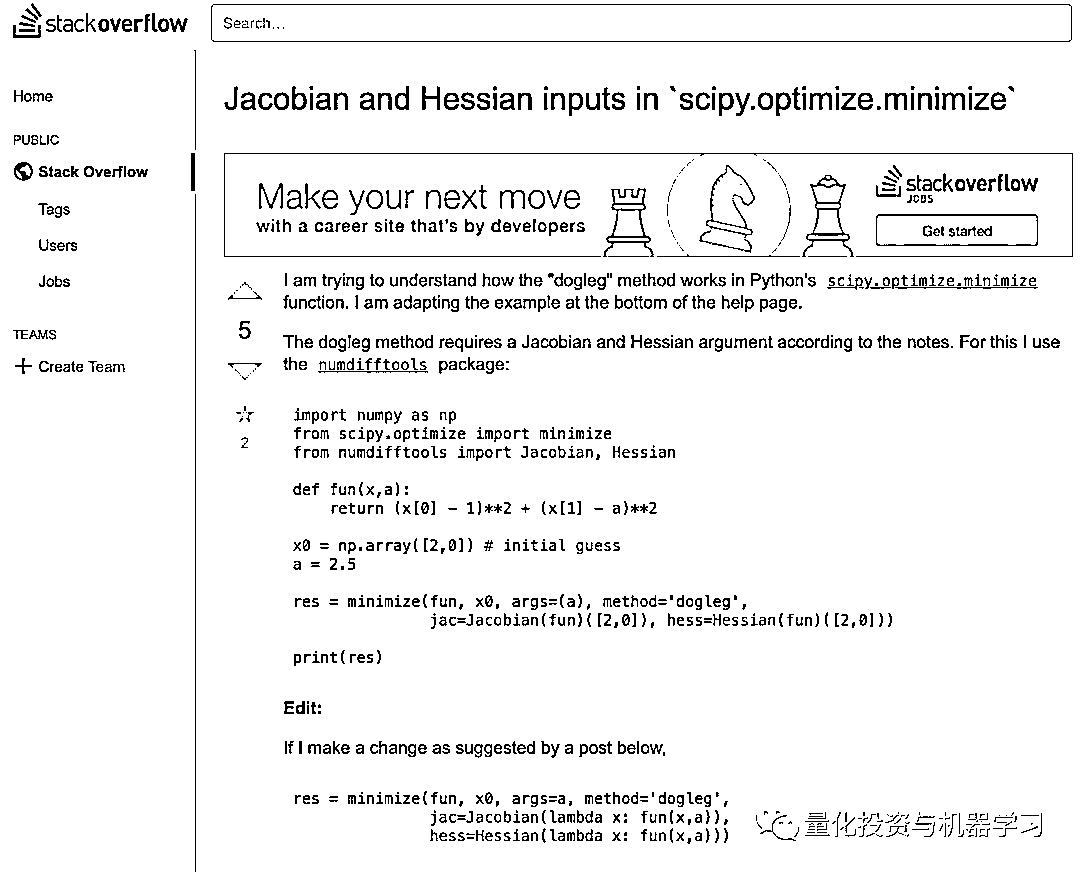 stackoverflow
Search...
Home
PUBLIC
Stack Overflow
Tags
Users
Jobs
TEAMS
+ Create Team
Jacobian and Hessian inputs in `scipy.optimize.minimize`
Make your next move
with a career site that's by developers
stackoverflow
JOBS
Get started
5
2
I am trying to understand how the "dogleg" method works in Python's scipy.optimize.minimize
function. I am adapting the example at the bottom of the help page.
The dogleg method requires a Jacobian and Hessian argument according to the notes. For this I use
the numdifftools package:
import numpy as np
from scipy.optimize import minimize
from numdifftools import Jacobian, Hessian
def fun(x,a):
    return (x[0] - 1)**2 + (x[1] - a)**2
x0 = np.array([2,0]) # initial guess
a = 2.5
res = minimize(fun, x0, args=(a), method='dogleg',
               jac=Jacobian(fun)([2,0]), hess=Hessian(fun)([2,0]))
print(res)
Edit:
If I make a change as suggested by a post below,
res = minimize(fun, x0, args=a, method='dogleg',
               jac=Jacobian(lambda x: fun(x,a)),
               hess=Hessian(lambda x: fun(x,a)))
量化投资与机器学习